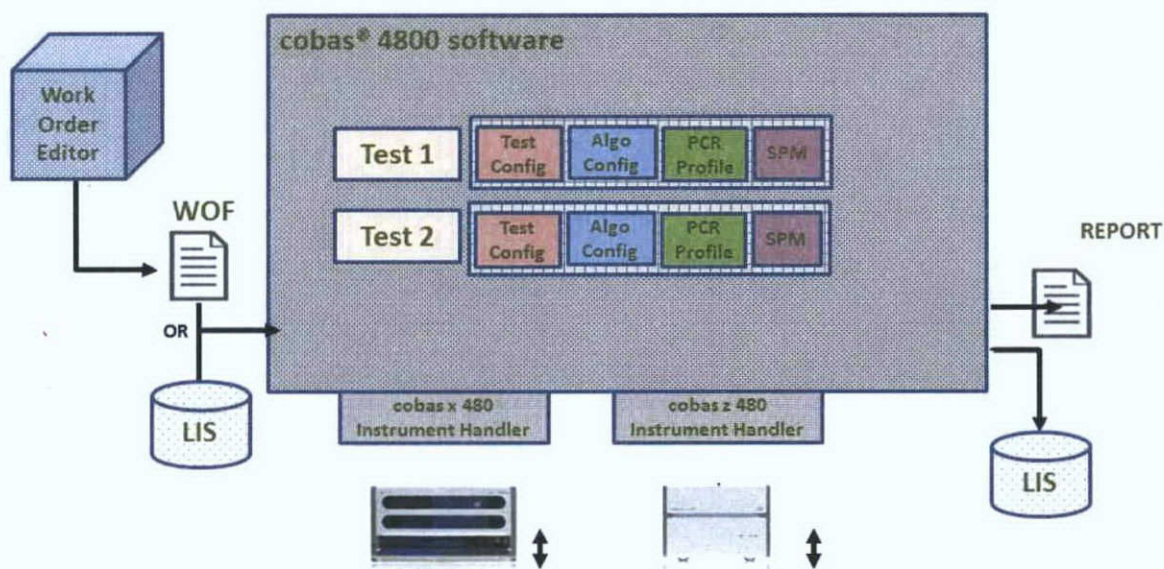 cobas® 4800 software
Work
Order
Editor
Test 1
Test
Config
Algo
Config
PCR
Profile
SPM
WOF
Test 2
Test
Config
Algo
Config
PCR
Profile
SPM
REPORT
OR
LIS
cobas x 480
Instrument Handler
cobas z 480
Instrument Handler
LIS